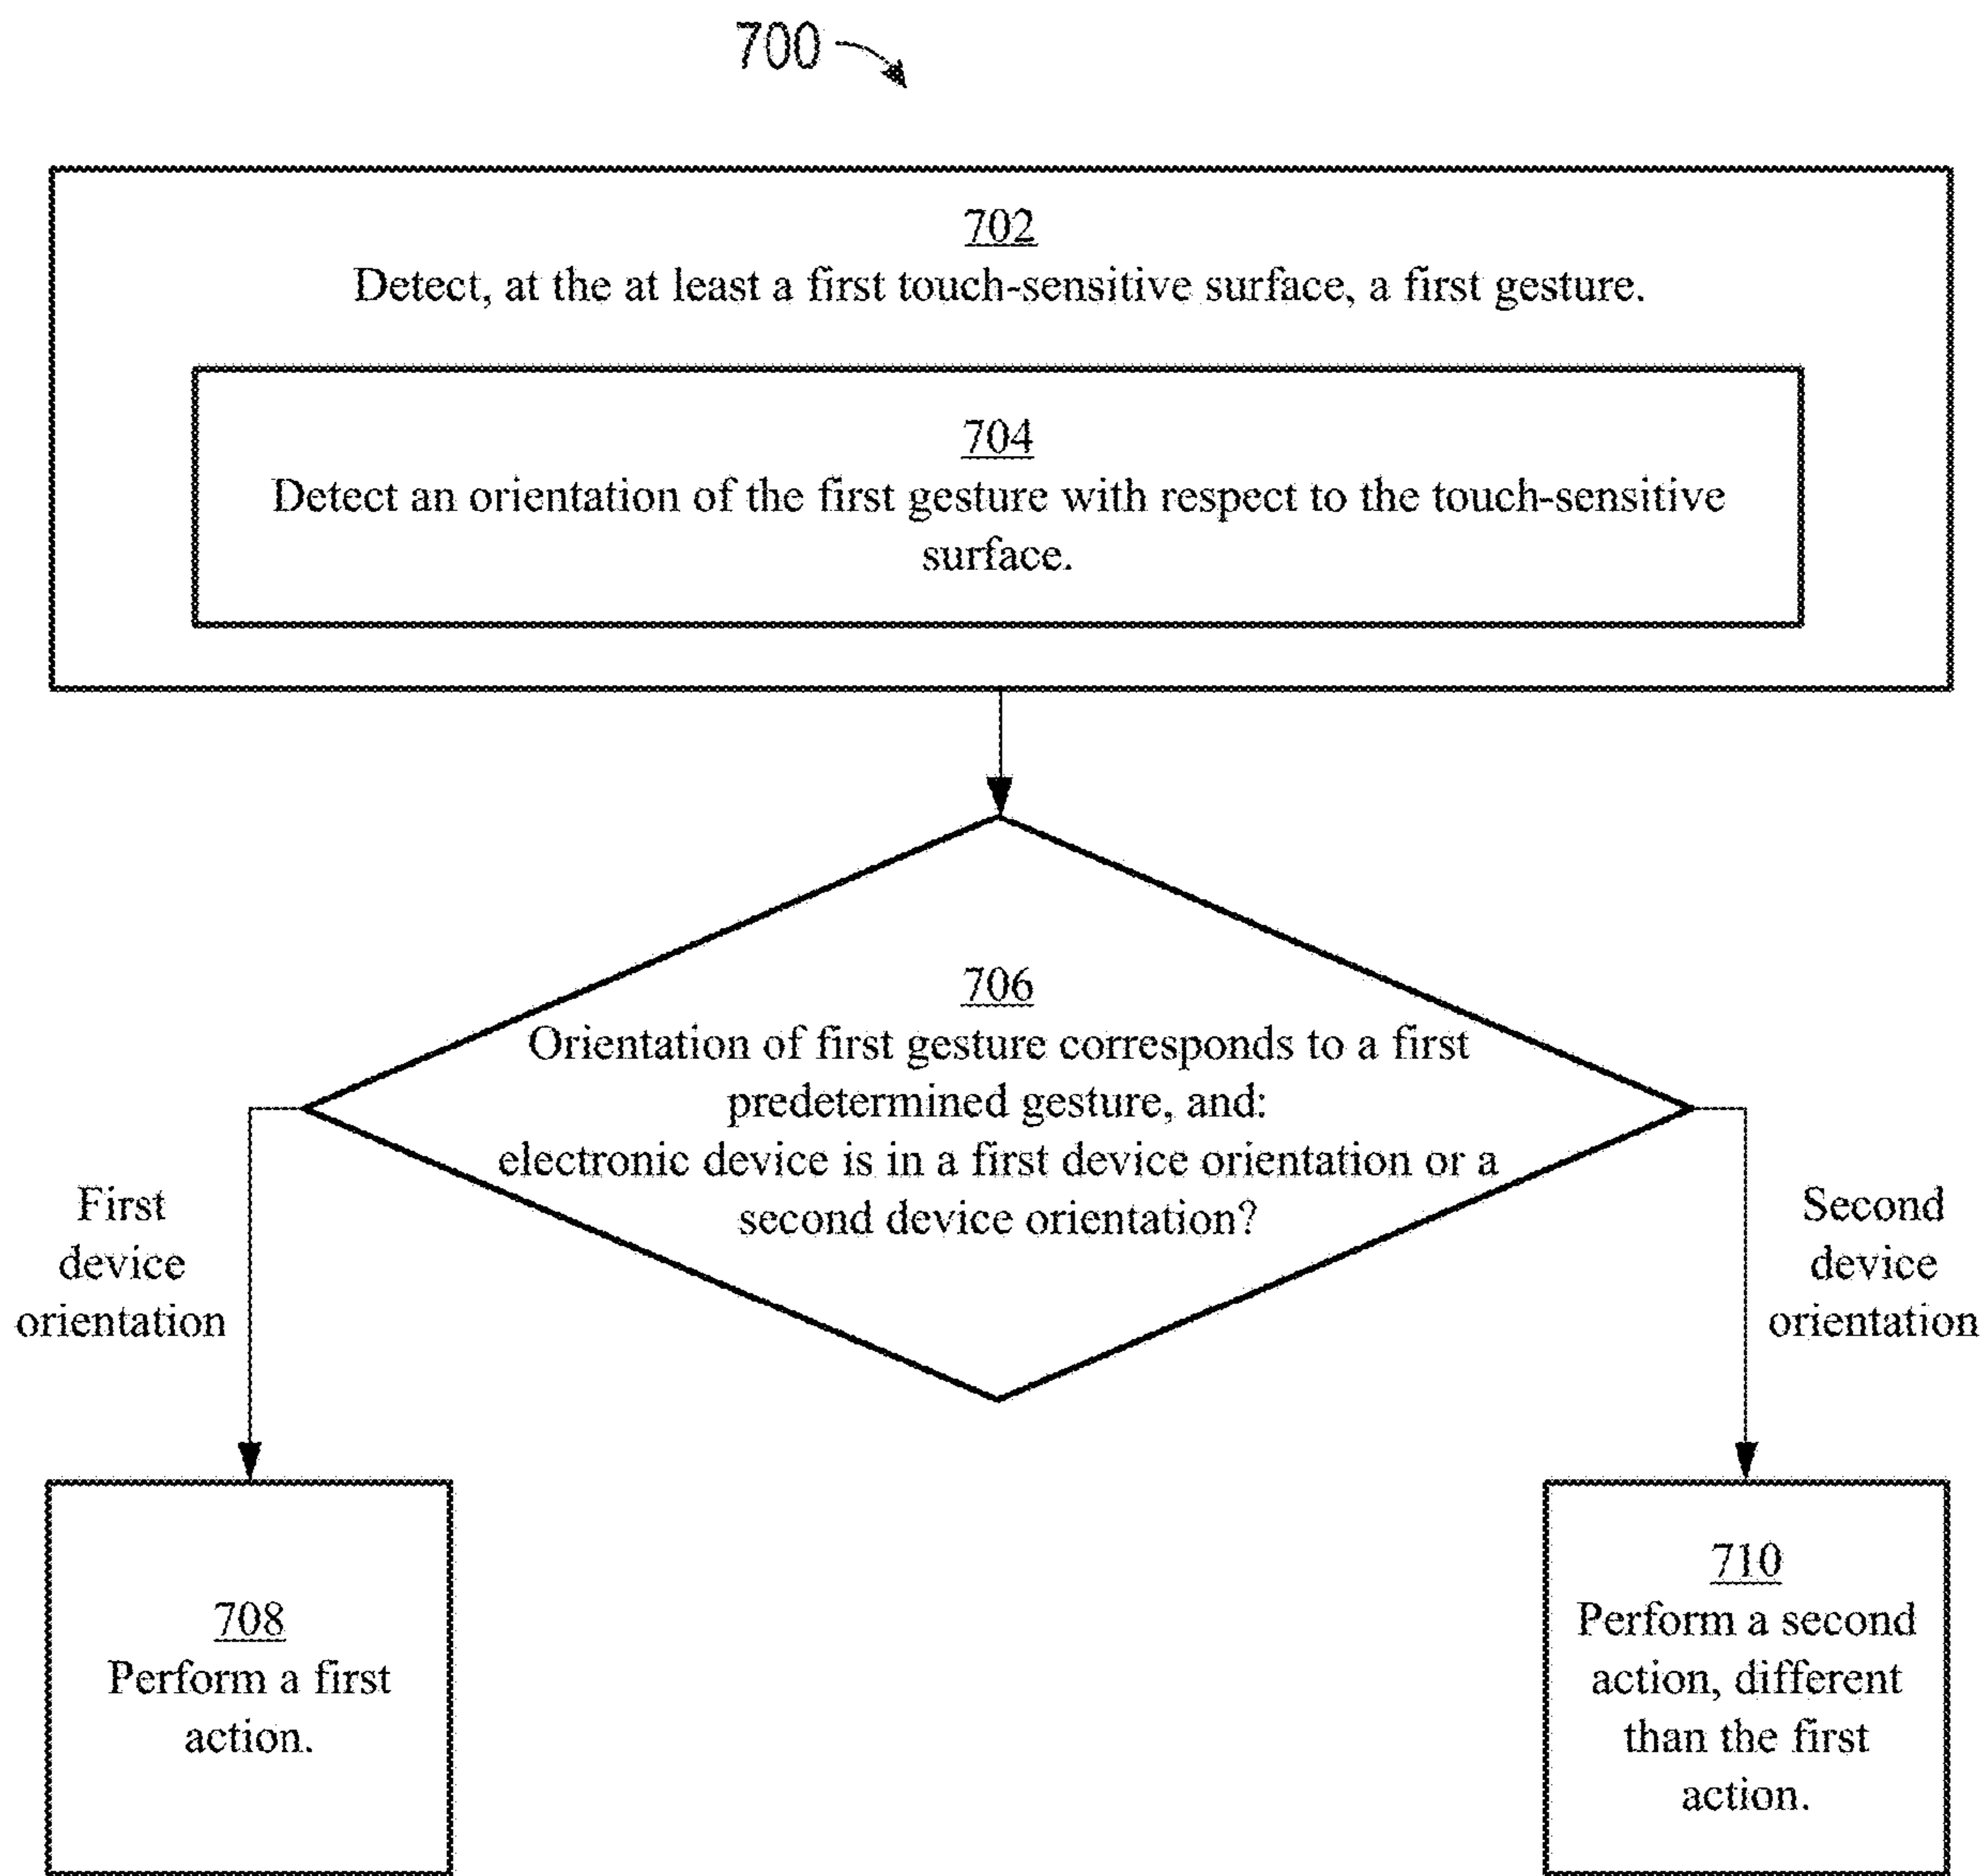 700
702
Detect, at the at least a first touch-sensitive surface, a first gesture.
704
Detect an orientation of the first gesture with respect to the touch-sensitive
surface.
706
Orientation of first gesture corresponds to a first
predetermined gesture, and:
electronic device is in a first device orientation or a
second device orientation?
First
device
orientation
Second
device
orientation
708
Perform a first
action.
710
Perform a second
action, different
than the first
action.